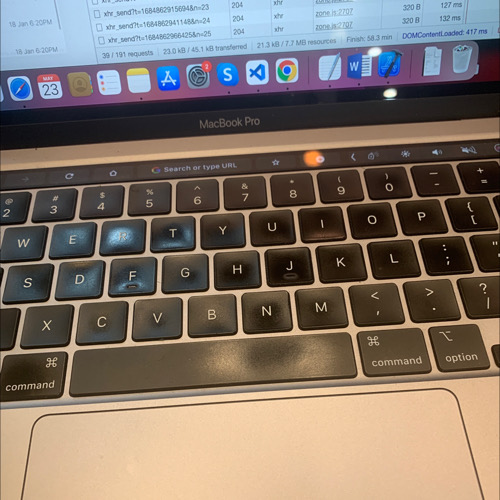 xhr_send?t=1684862915694&n=23 204 xhr zone.js:2707 320 B 127 ms
xhr_send?t=1684862941148&n=24 204 xhr zone.js:2707 320 B 132 ms
xhr_send?t=1684862966425&n=25 204 xhr zone.js:2707
18 Jan 6:20PM
18 Jan 6:20PM
39 / 191 requests 23.0 kB / 45.1 kB transferred 21.3 kB / 7.7 MB resources Finish: 58.3 min DOMContentLoaded: 417 ms
MAY
23
2
S
W
MacBook Pro
Search or type URL
@ # $ % ^ & * ( ) - +
2 3 4 5 6 7 8 9 0 - =
W E R T Y U I O P { [
S D F G H J K L : ; "
X C V B N M < , > . ? /
⌘ ⌘ ⌥
command command option